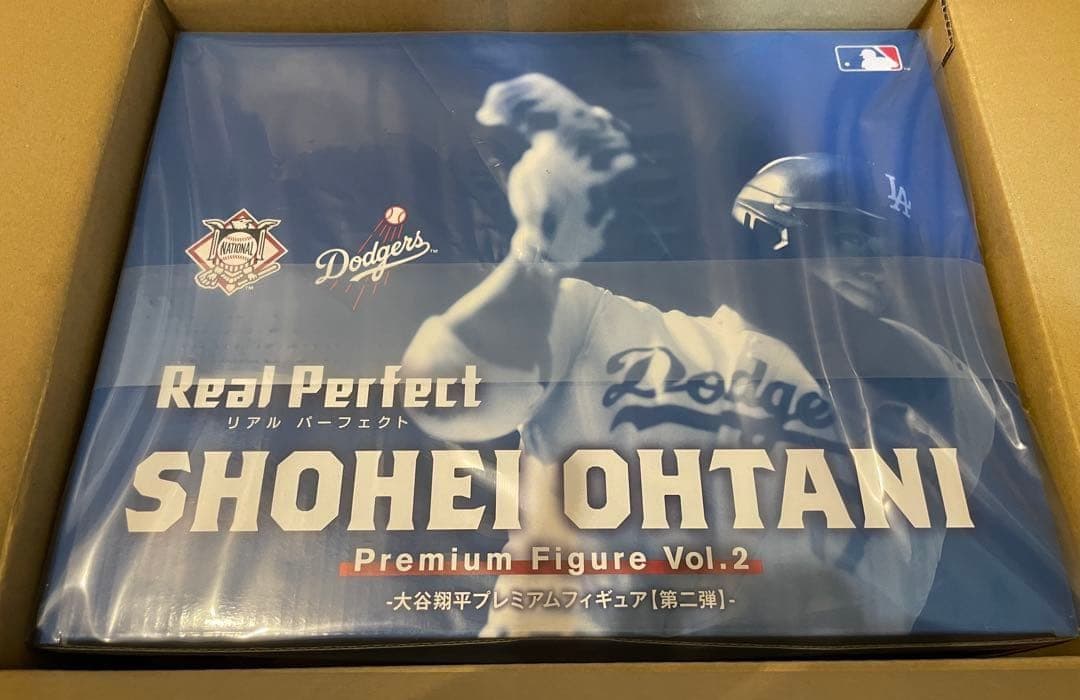 LA
NATIONAL
Dodgers
Dodge
Real Perfect
リアル パーフェクト
SHOHEI OHTANI
Premium Figure Vol.2
-大谷翔平プレミアムフィギュア【第二弾】-